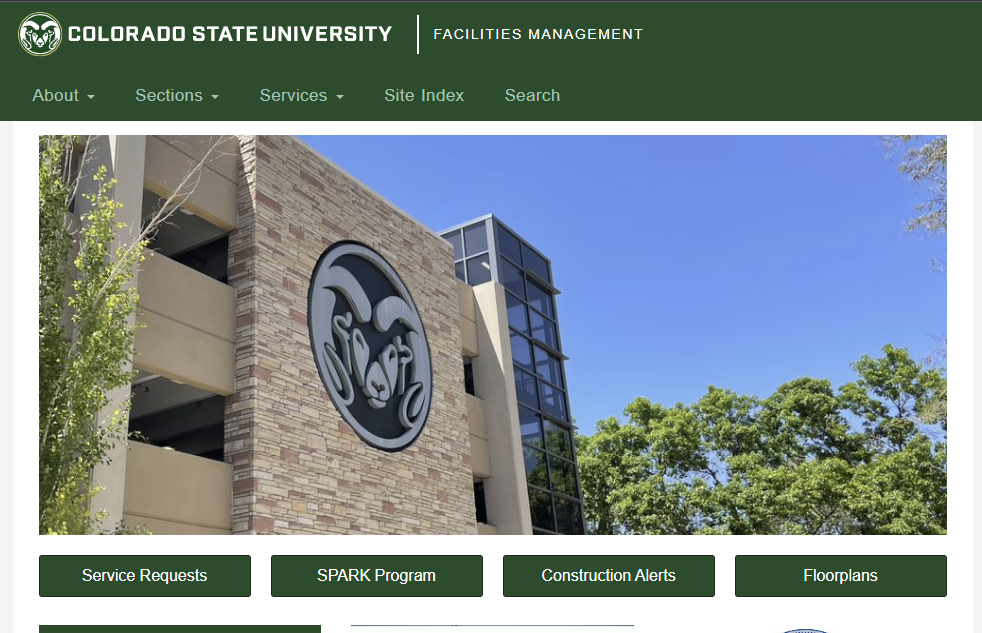 COLORADO STATE UNIVERSITY
FACILITIES MANAGEMENT
About
Sections
Services
Site Index
Search
Service Requests
SPARK Program
Construction Alerts
Floorplans